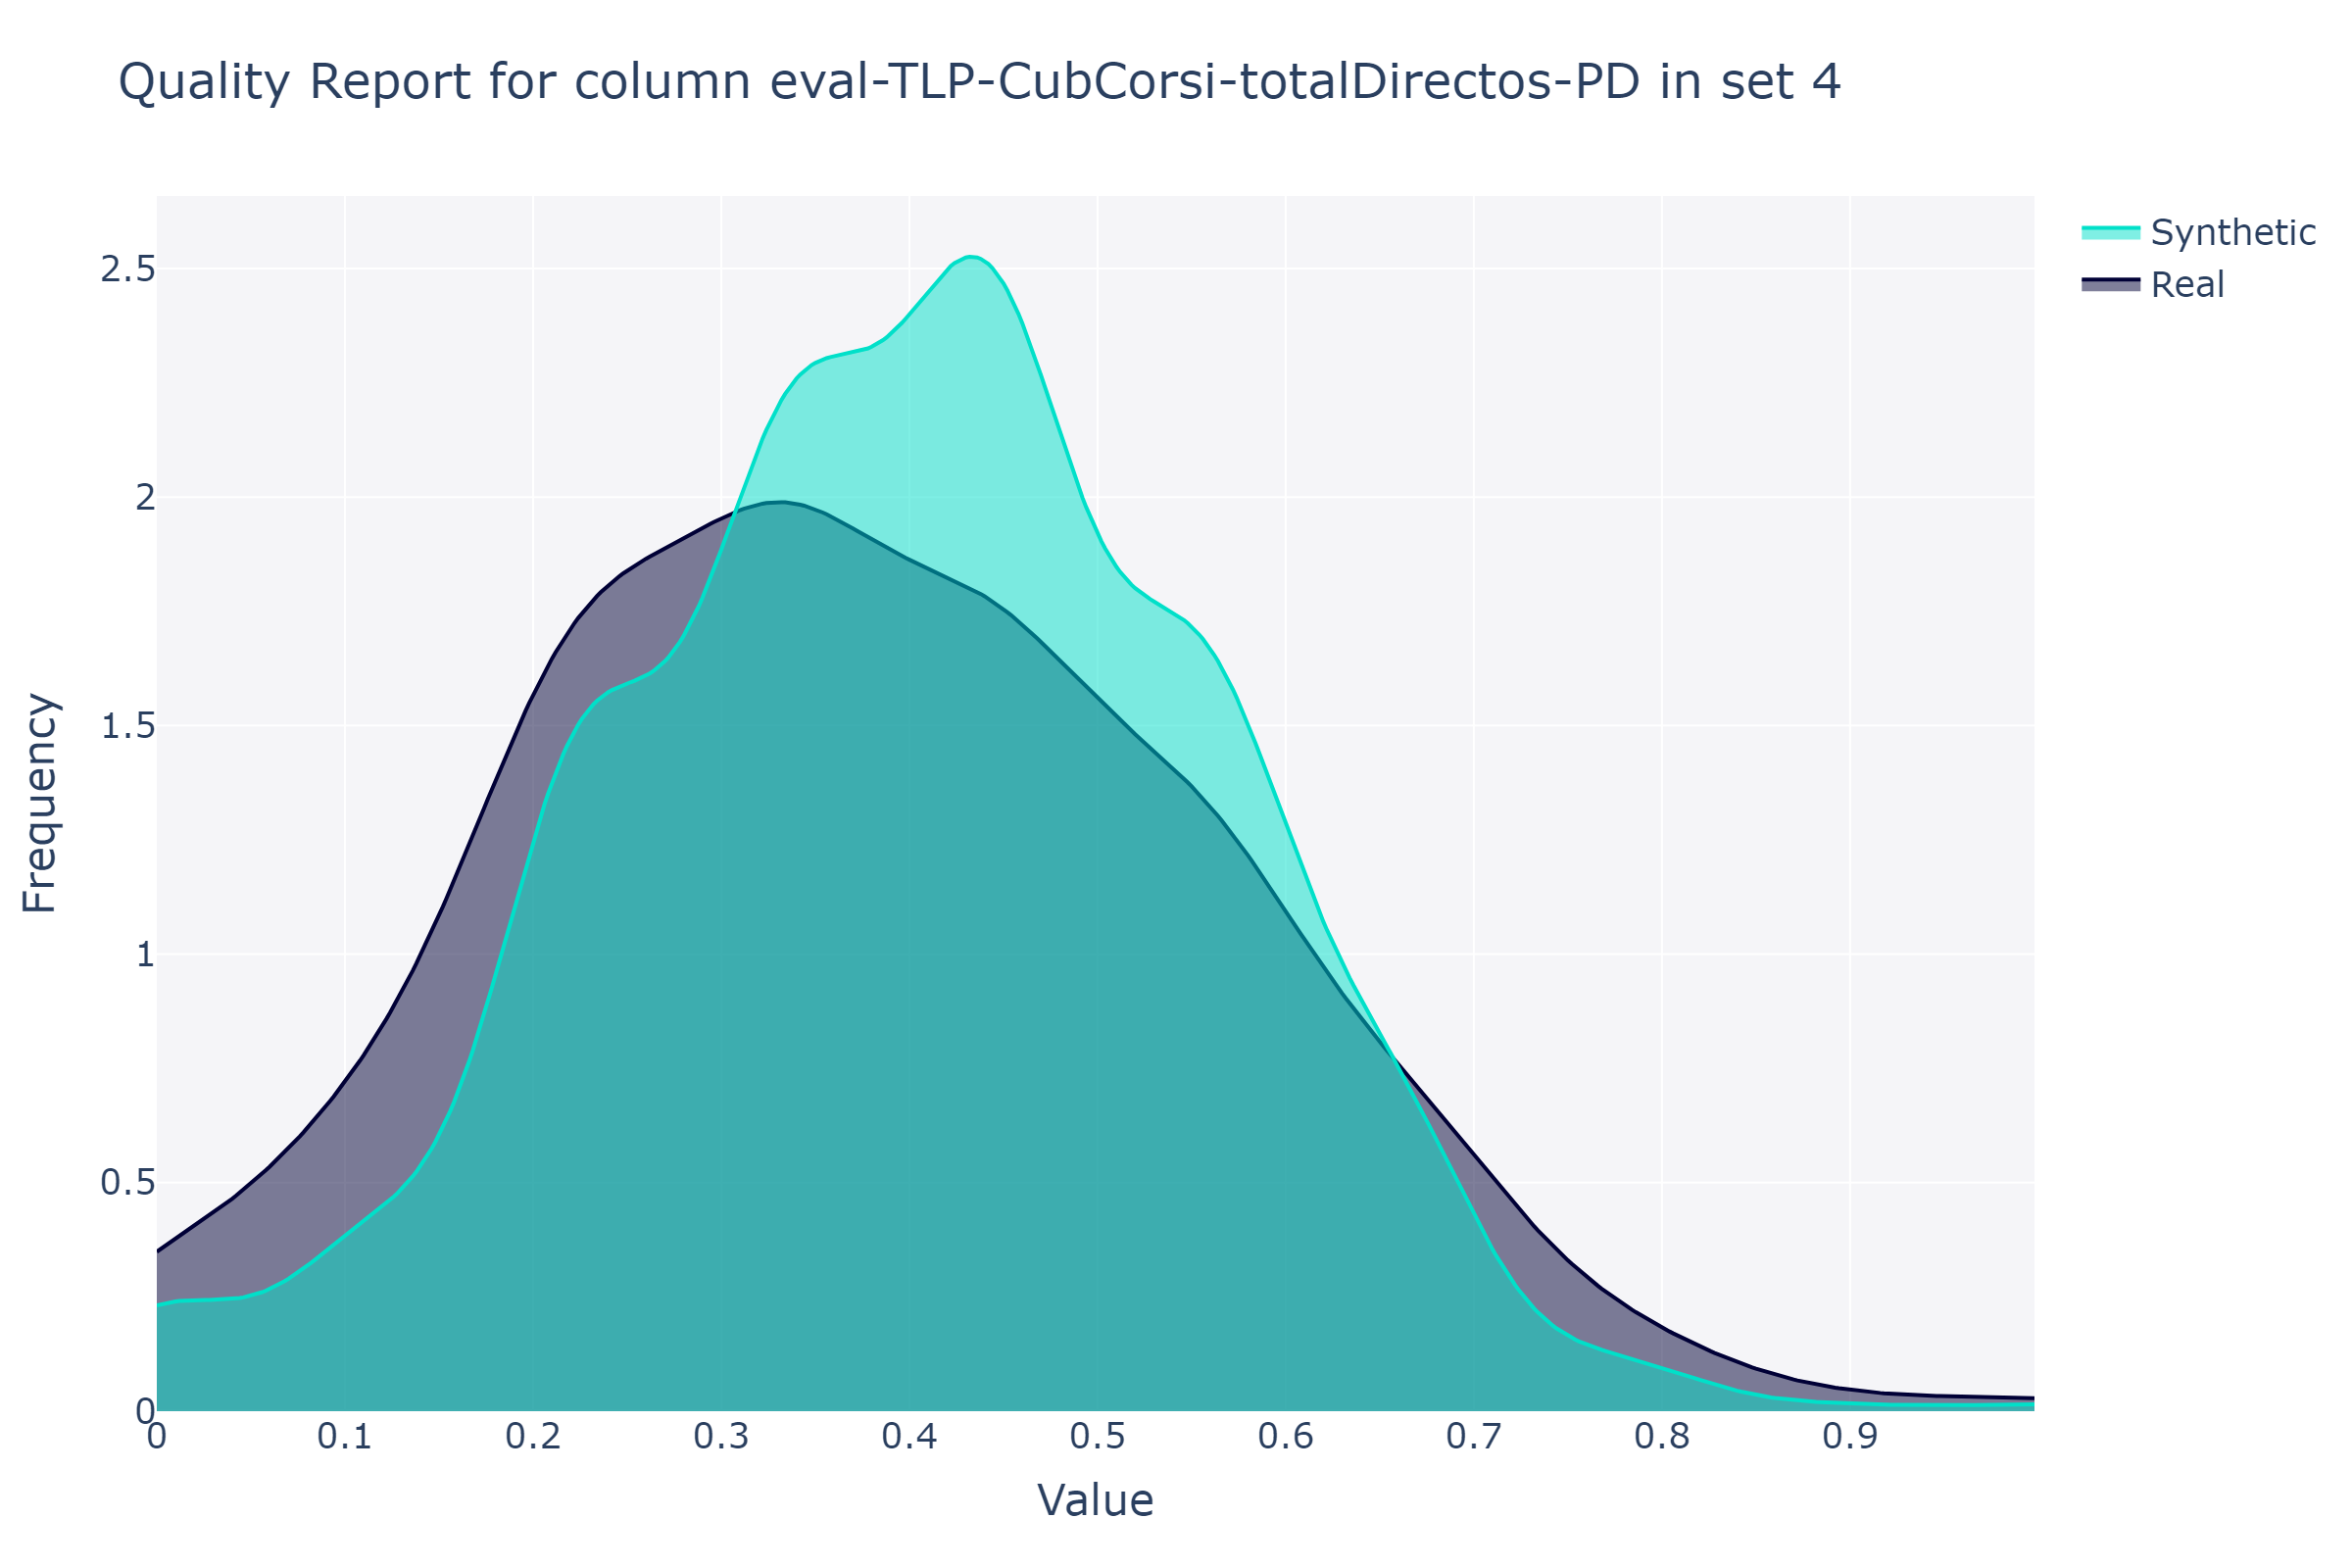 Quality Report for column eval-TLP-CubCorsi-totalDirectos-PD in set 4
Synthetic
Real
Frequency
2.5
2
1.5
1
0.5
0
0 0.1 0.2 0.3 0.4 0.5 0.6 0.7 0.8 0.9
Value